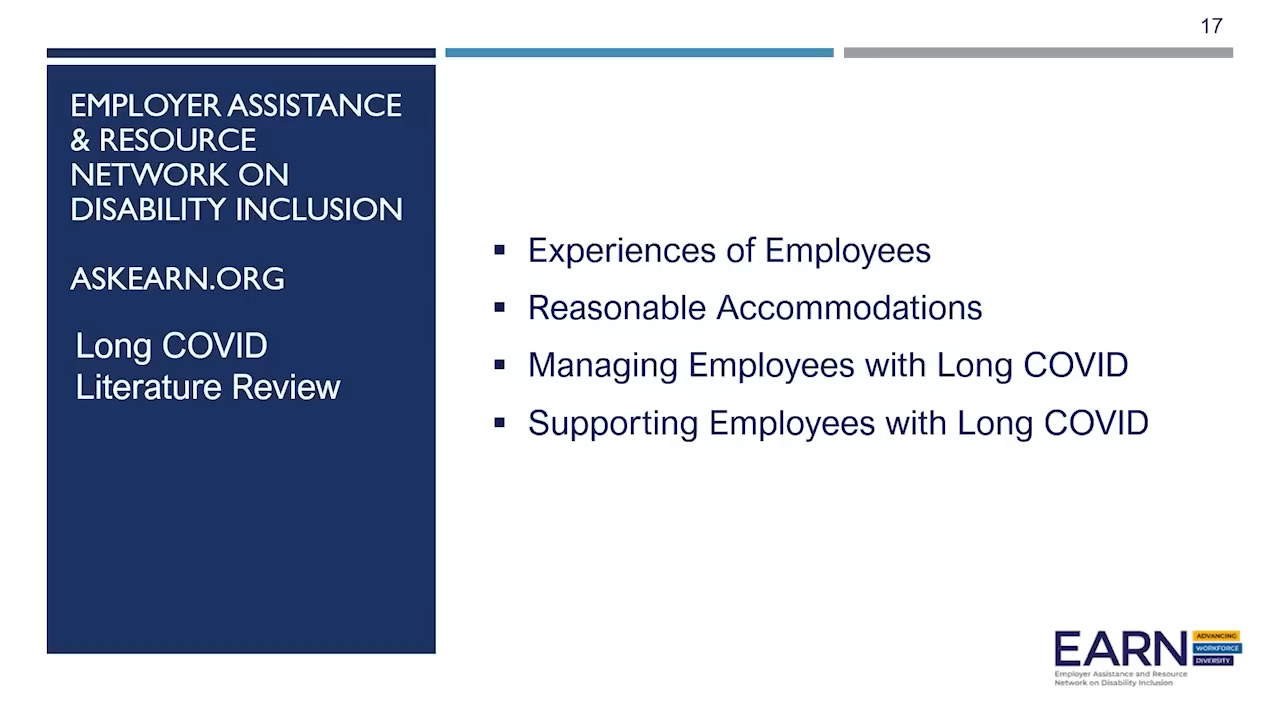 17
EMPLOYER ASSISTANCE
& RESOURCE
NETWORK ON
DISABILITY INCLUSION
ASKEARN.ORG
Long COVID
Literature Review
▪ Experiences of Employees
▪ Reasonable Accommodations
▪ Managing Employees with Long COVID
▪ Supporting Employees with Long COVID
EARN
ADVANCING
WORKFORCE
DIVERSITY
Employer Assistance and Resource
Network on Disability Inclusion